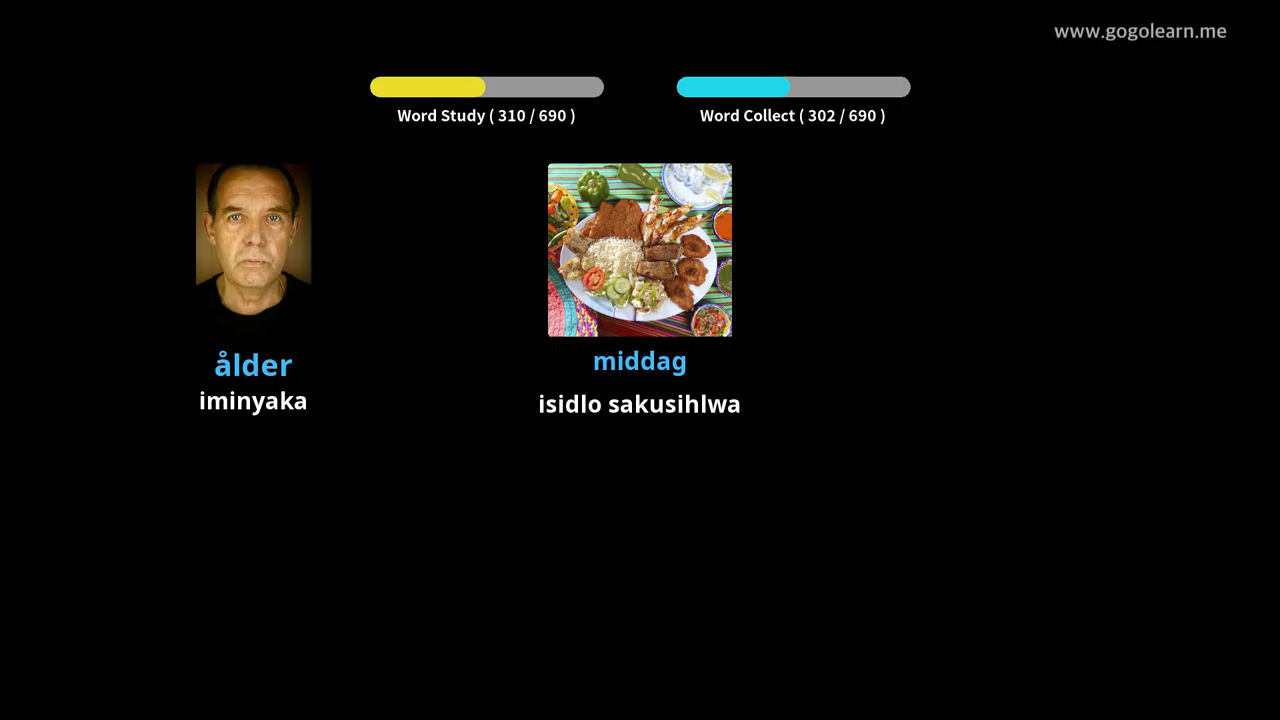 www.gogolearn.me
Word Study ( 310 / 690 )
Word Collect ( 302 / 690 )
ålder
iminyaka
middag
isidlo sakusihlwa